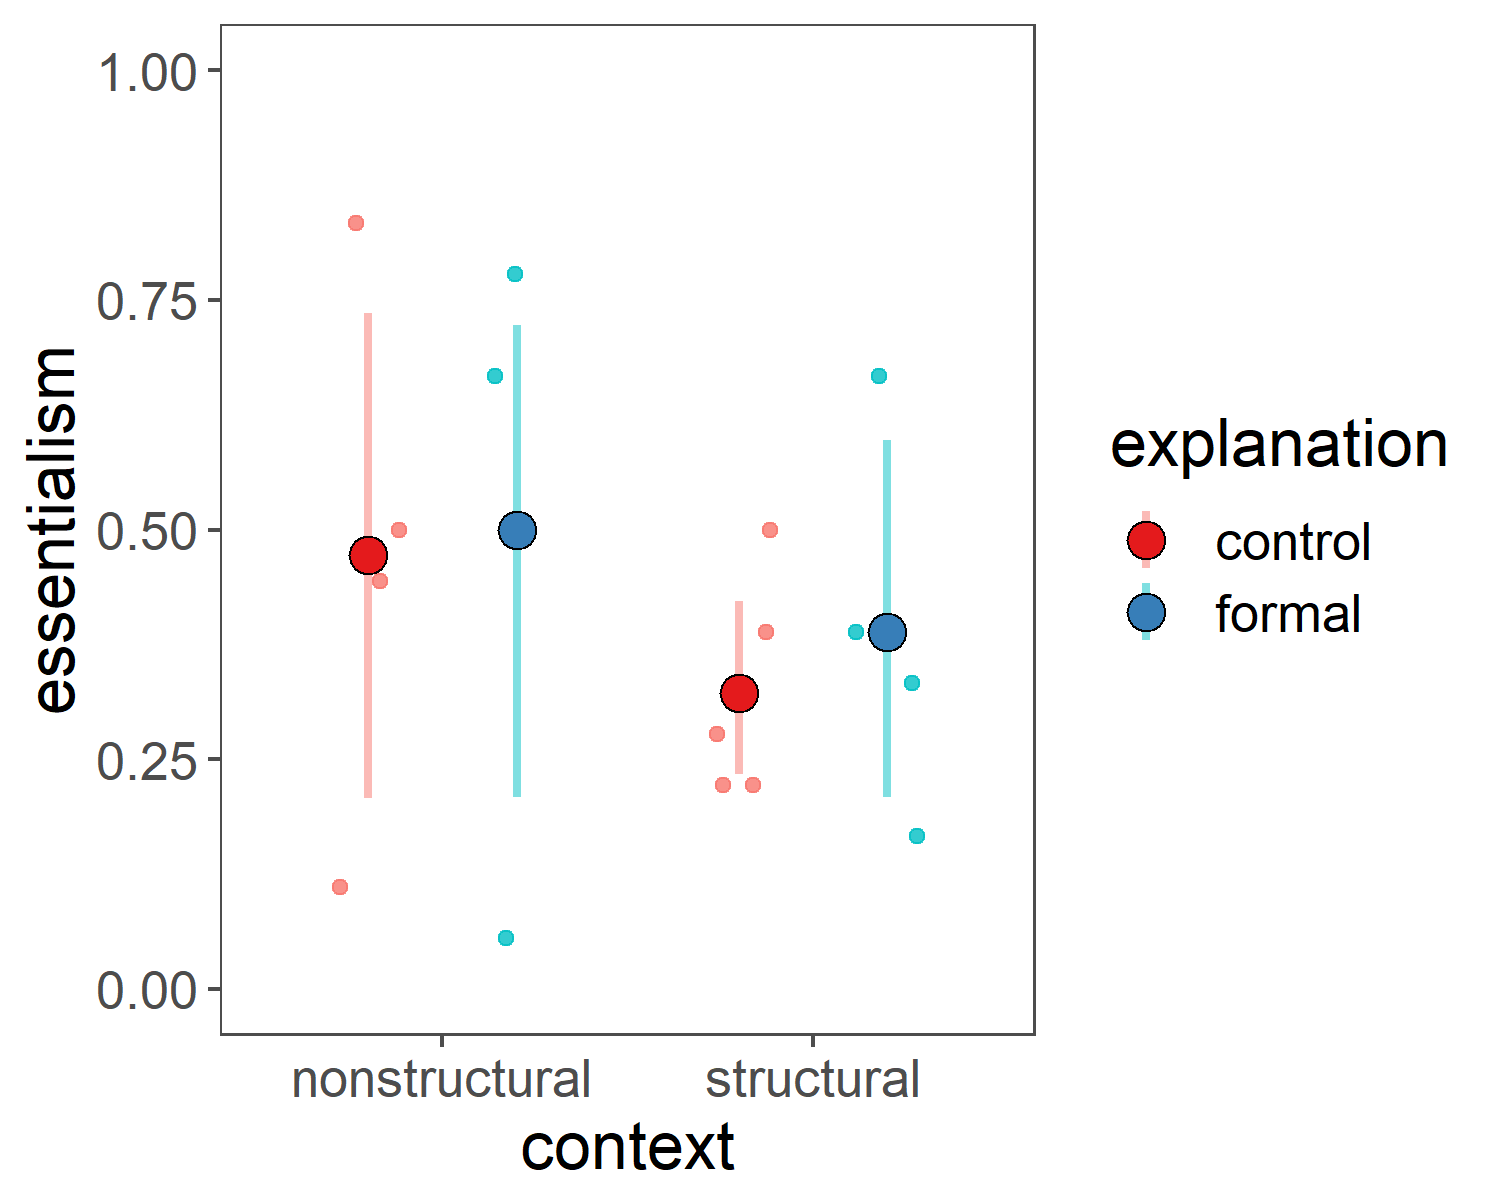 1.00
0.75
0.50
0.25
0.00
essentialism
nonstructural
structural
context
explanation
control
formal